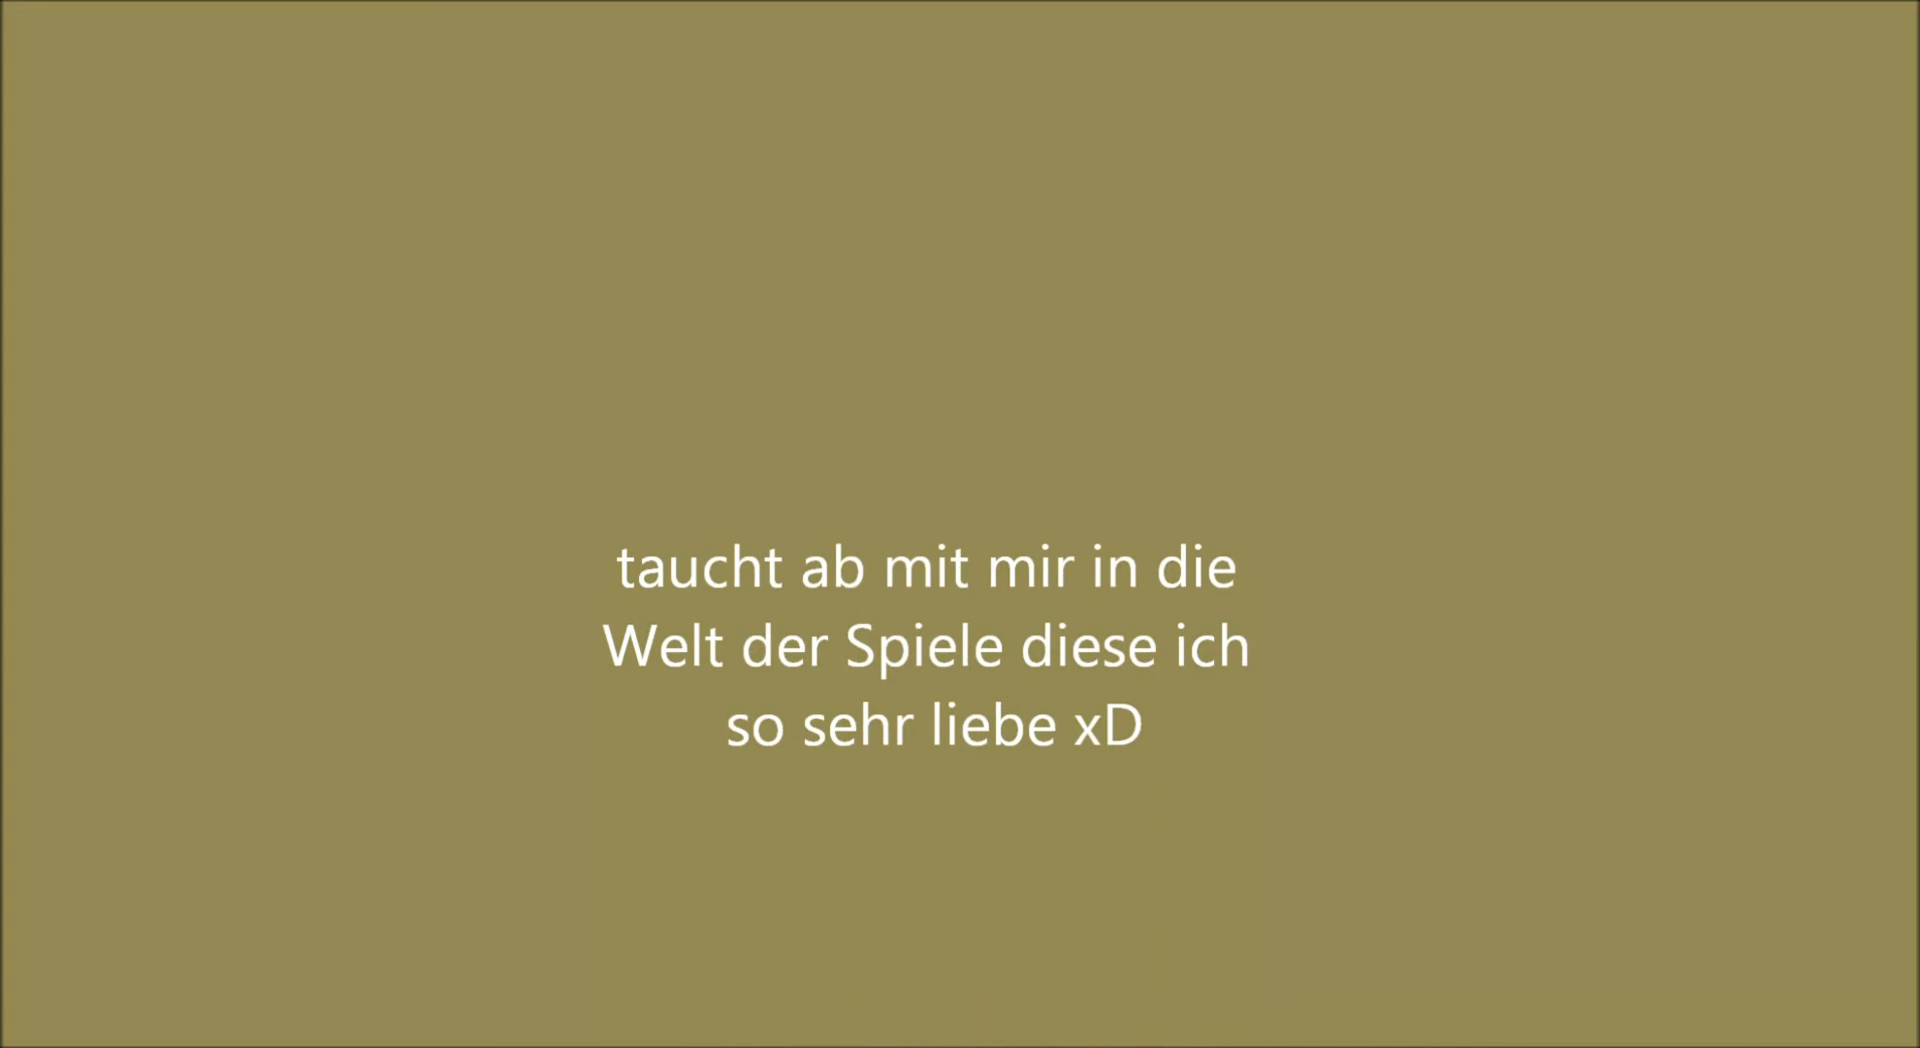 taucht ab mit mir in die
Welt der Spiele diese ich
so sehr liebe xD